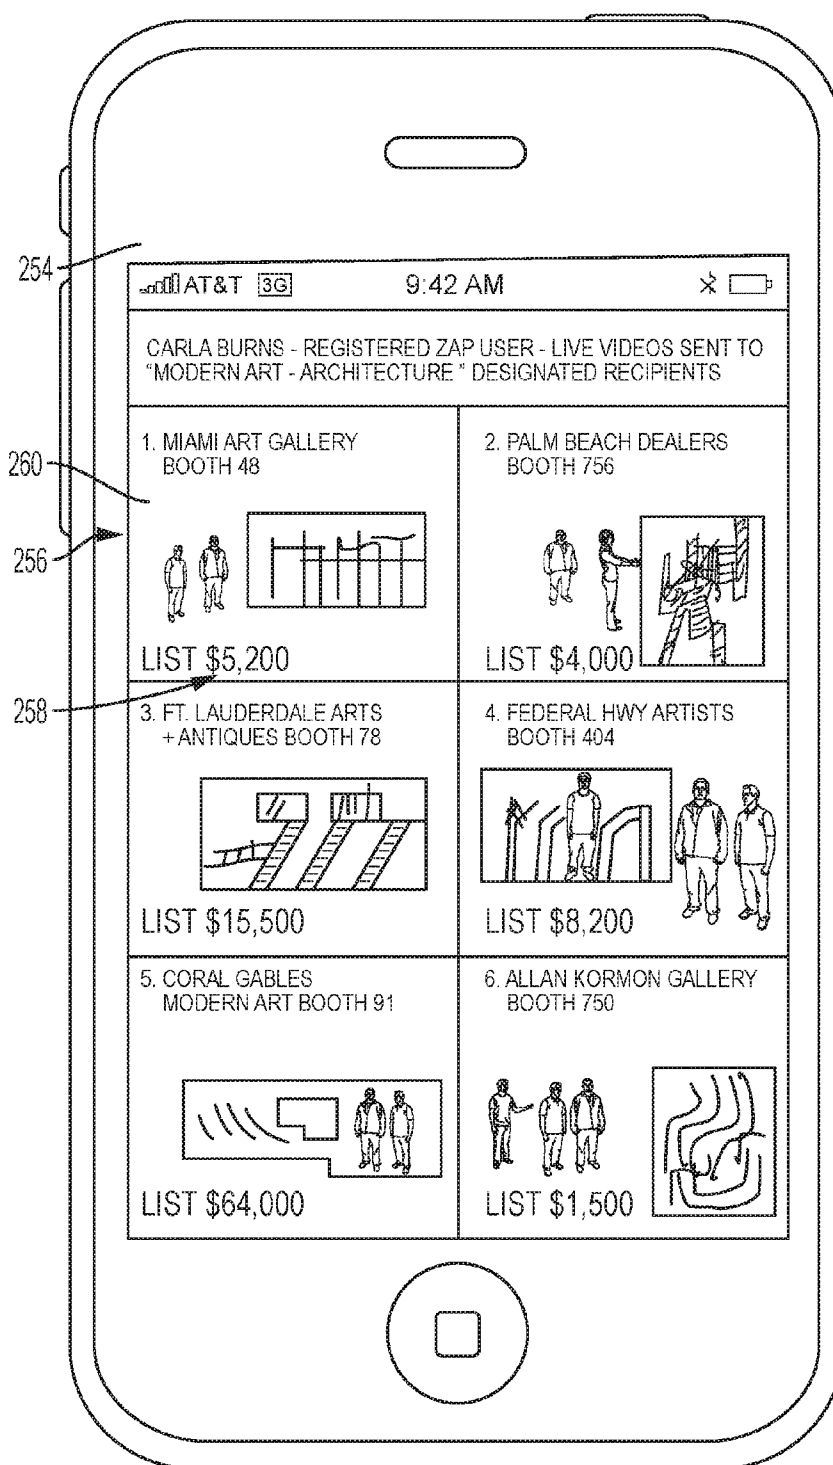 254
AT&T 3G 9:42 AM
CARLA BURNS - REGISTERED ZAP USER - LIVE VIDEOS SENT TO
"MODERN ART - ARCHITECTURE " DESIGNATED RECIPIENTS
260
256
258
1. MIAMI ART GALLERY
BOOTH 48
LIST $5,200
2. PALM BEACH DEALERS
BOOTH 756
LIST $4,000
3. FT. LAUDERDALE ARTS
+ ANTIQUES BOOTH 78
LIST $15,500
4. FEDERAL HWY ARTISTS
BOOTH 404
LIST $8,200
5. CORAL GABLES
MODERN ART BOOTH 91
LIST $64,000
6. ALLAN KORMON GALLERY
BOOTH 750
LIST $1,500